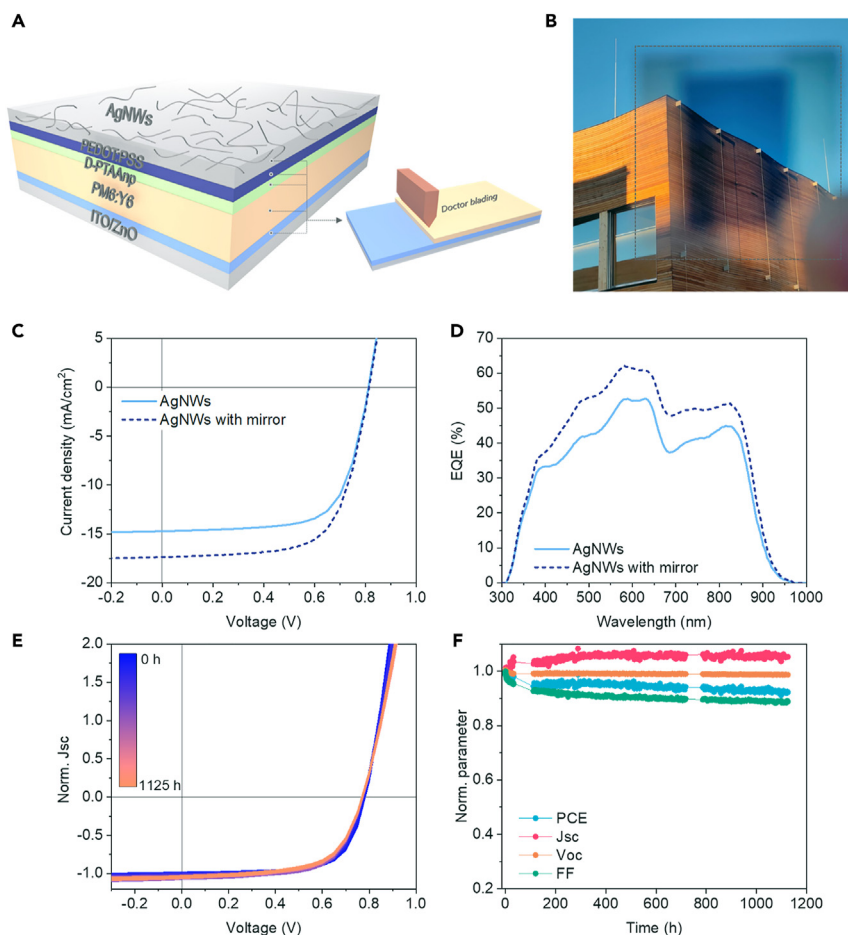 A
B
AgNWs
PEDOT:PSS
D-PTAAnp
PM6:Y6
ITO/ZnO
Doctor blading
C
D
5
0
-5
-10
-15
-20
-0.2 0.0 0.2 0.4 0.6 0.8 1.0
Current density (mA/cm²)
Voltage (V)
AgNWs
AgNWs with mirror
70
60
50
40
30
20
10
0
300 400 500 600 700 800 900 1000
EQE (%)
Wavelength (nm)
AgNWs
AgNWs with mirror
E
F
2.0
1.5
1.0
0.5
0.0
-0.5
-1.0
-0.2 0.0 0.2 0.4 0.6 0.8 1.0
Norm. Jsc
Voltage (V)
0 h
1125 h
1.0
0.8
0.6
0.4
0.2
0 200 400 600 800 1000 1200
Norm. parameter
Time (h)
PCE
Jsc
Voc
FF